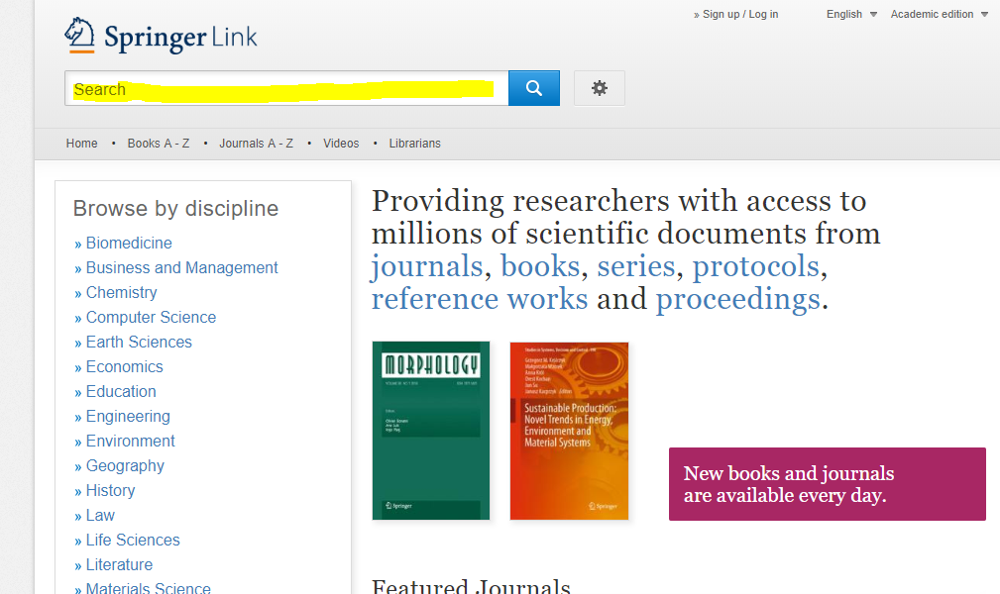 » Sign up / Log in
English
Academic edition
Springer Link
Search
Home • Books A - Z • Journals A - Z • Videos • Librarians
Browse by discipline
» Biomedicine
» Business and Management
» Chemistry
» Computer Science
» Earth Sciences
» Economics
» Education
» Engineering
» Environment
» Geography
» History
» Law
» Life Sciences
» Literature
» Materials Science
Providing researchers with access to
millions of scientific documents from
journals, books, series, protocols,
reference works and proceedings.
MORPHOLOGY
Springer
Sustainable Production:
Novel Trends in Energy,
Environment and
Material Systems
Springer
New books and journals
are available every day.
Featured Journals